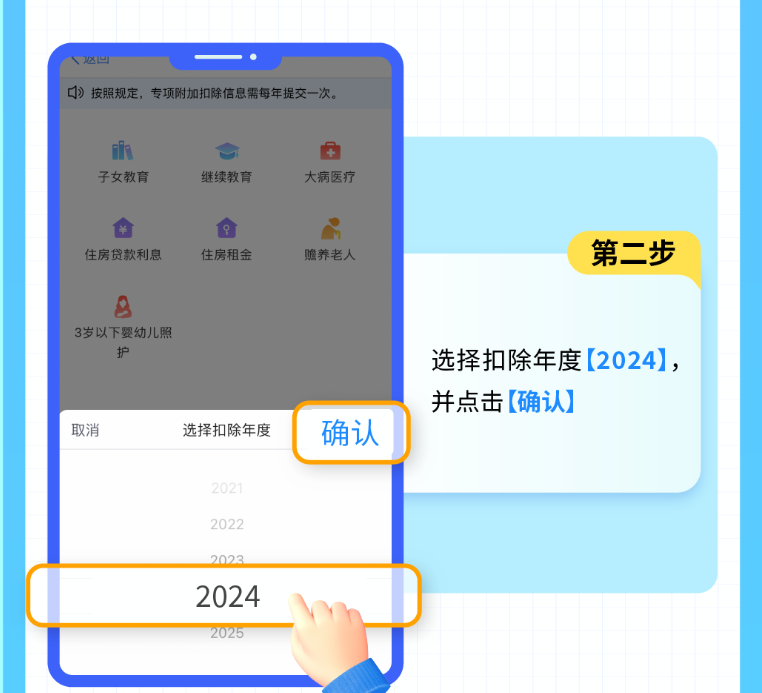 返回
按照规定，专项附加扣除信息需每年提交一次。
子女教育
继续教育
大病医疗
住房贷款利息
住房租金
赡养老人
3岁以下婴幼儿照
护
取消
选择扣除年度
确认
2021
2022
2023
2024
2025
第二步
选择扣除年度【2024】，
并点击【确认】